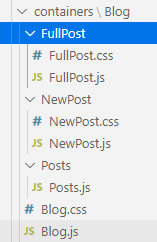 containers \ Blog
FullPost
# FullPost.css
JS FullPost.js
NewPost
# NewPost.css
JS NewPost.js
Posts
JS Posts.js
# Blog.css
JS Blog.js